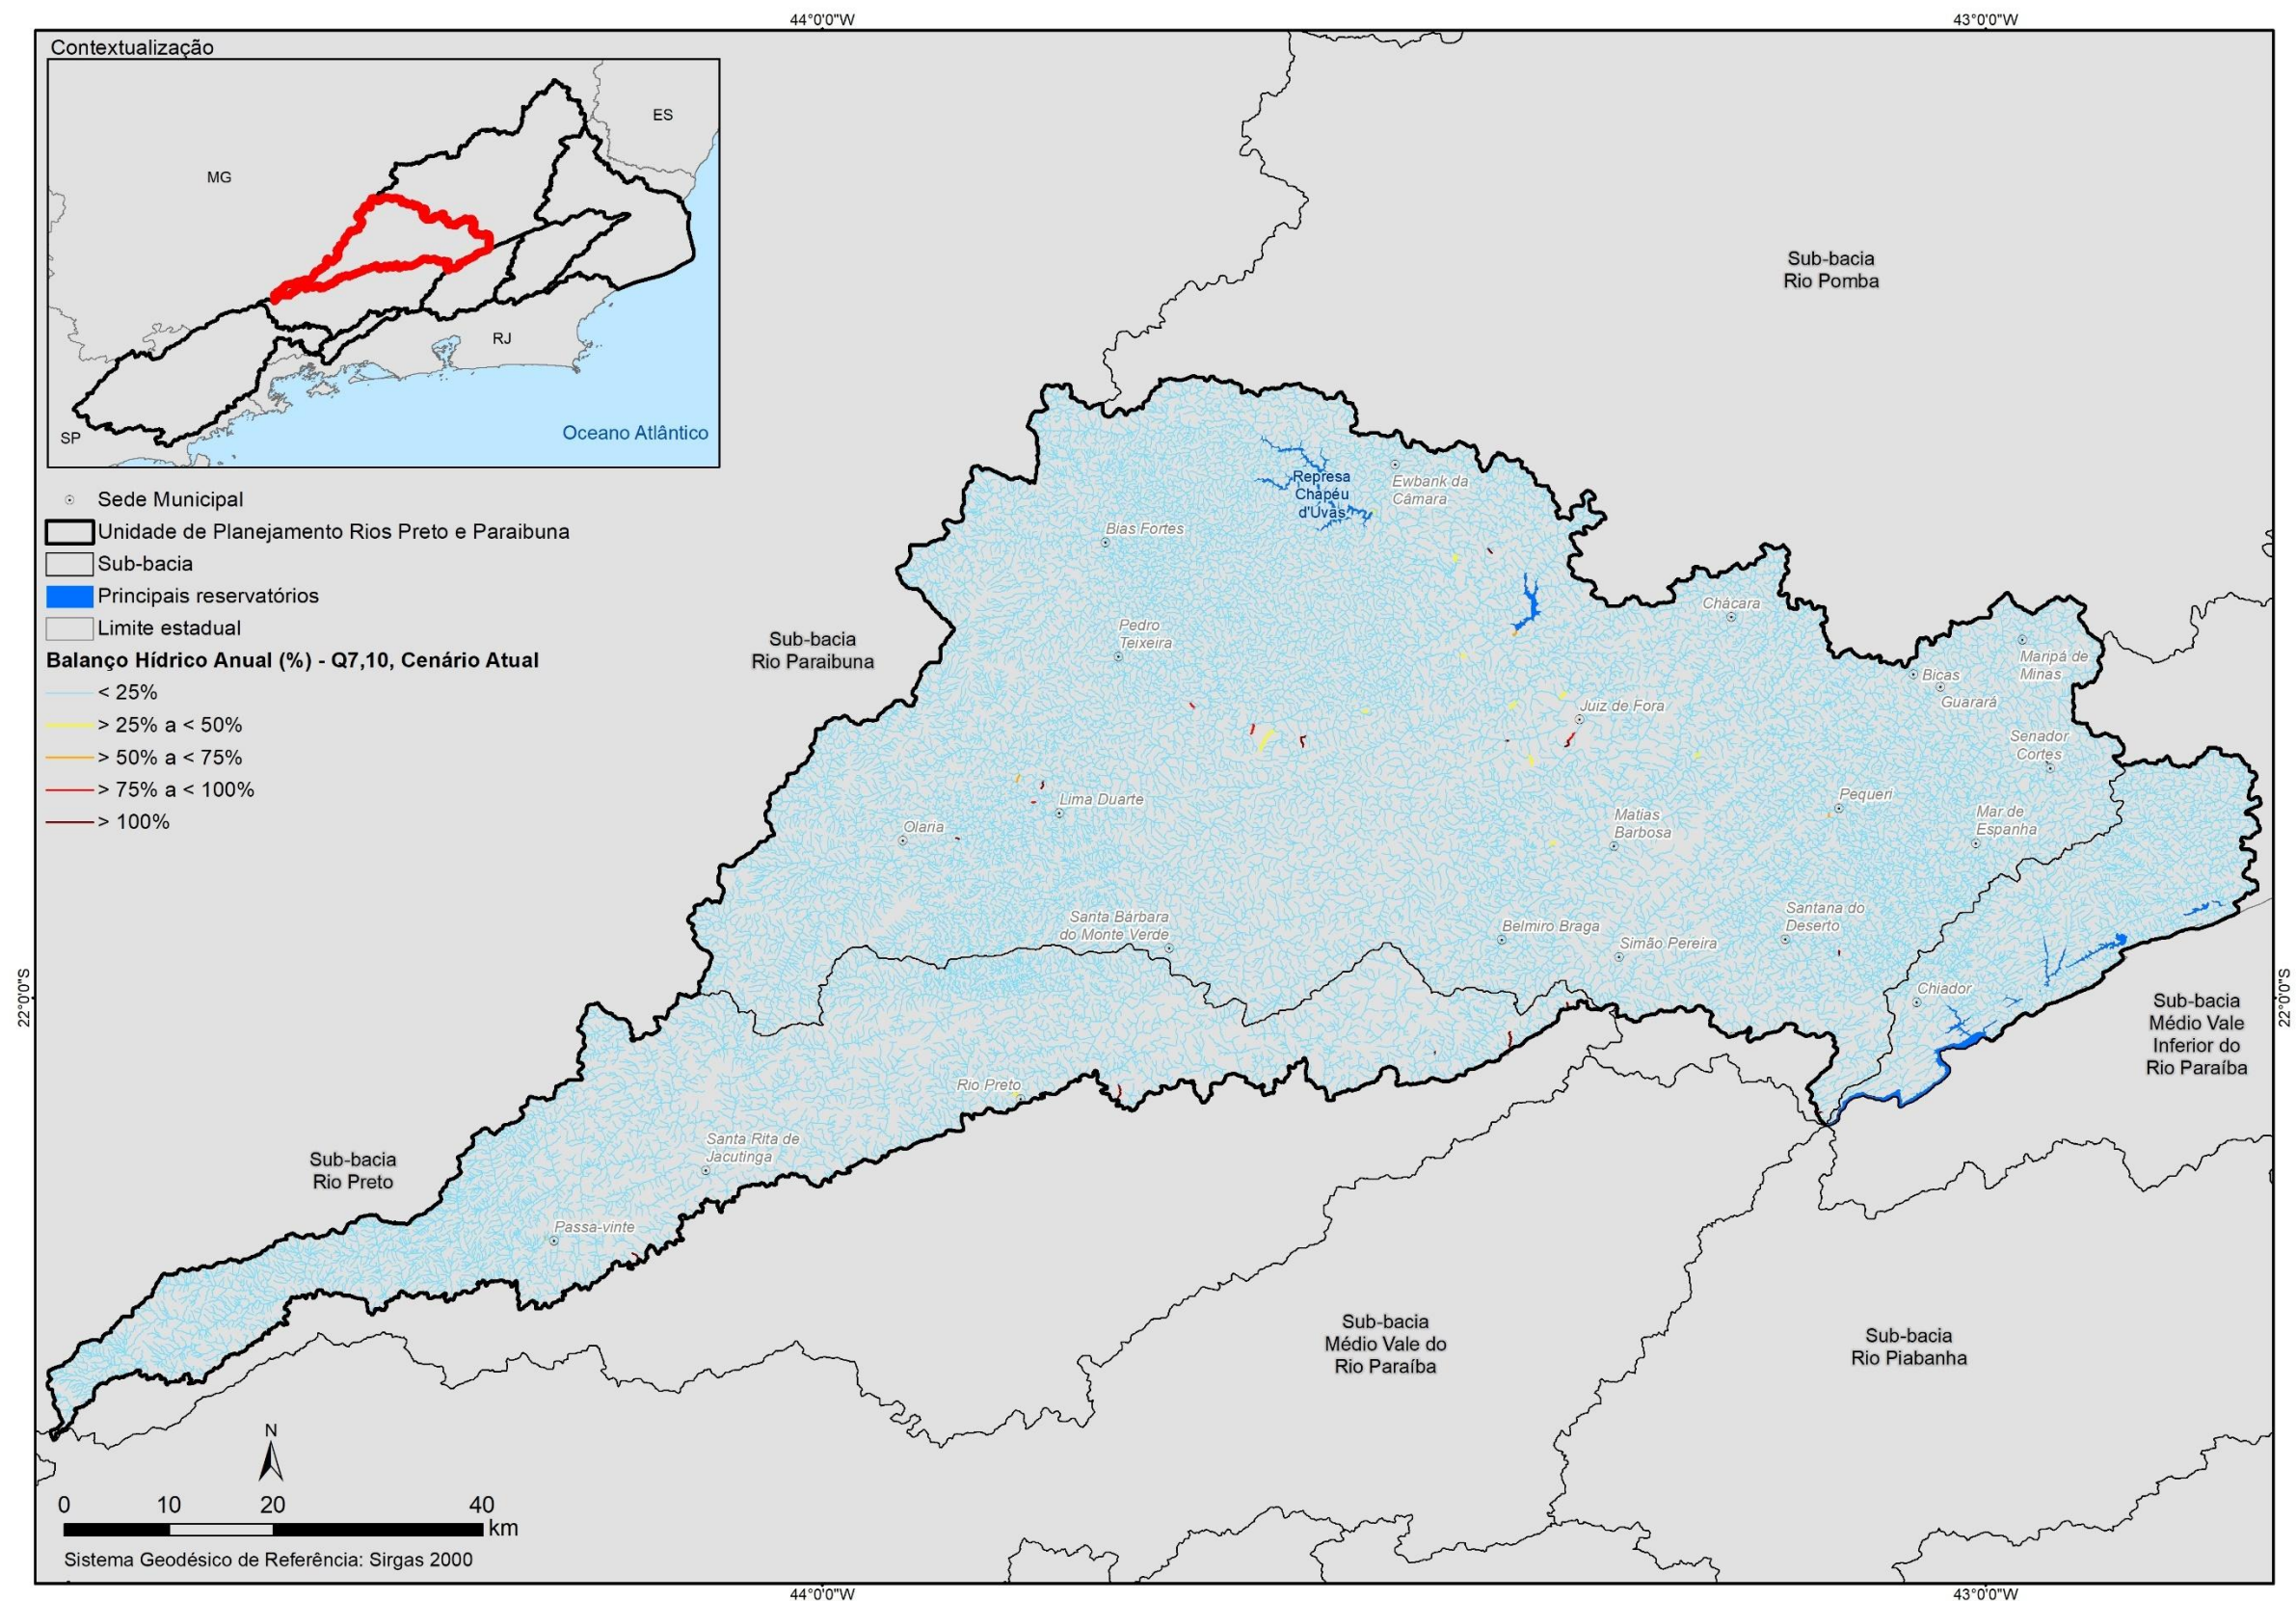 44°0'0"W
43°0'0"W
Contextualização
ES
MG
RJ
SP
Oceano Atlântico
Sede Municipal
Unidade de Planejamento Rios Preto e Paraibuna
Sub-bacia
Principais reservatórios
Limite estadual
Balanço Hídrico Anual (%) - Q7,10, Cenário Atual
< 25%
> 25% a < 50%
> 50% a < 75%
> 75% a < 100%
> 100%
Sub-bacia
Rio Pomba
Represa
Chapéu
d'Uvas
Ewbank da
Câmara
Bias Fortes
Pedro
Teixeira
Sub-bacia
Rio Paraibuna
Chácara
Maripá de
Minas
Bicas
Guarará
Juiz de Fora
Senador
Cortes
Lima Duarte
Olaria
Pequeri
Matias
Barbosa
Mar de
Espanha
Santa Bárbara
do Monte Verde
Belmiro Braga
Simão Pereira
Santana do
Deserto
Chiador
22°0'0"S
22°0'0"S
Sub-bacia
Médio Vale
Inferior do
Rio Paraíba
Rio Preto
Santa Rita de
Jacutinga
Sub-bacia
Rio Preto
Passa-vinte
Sub-bacia
Médio Vale do
Rio Paraíba
Sub-bacia
Rio Piabanha
N
0 10 20 40
km
Sistema Geodésico de Referência: Sirgas 2000
44°0'0"W
43°0'0"W